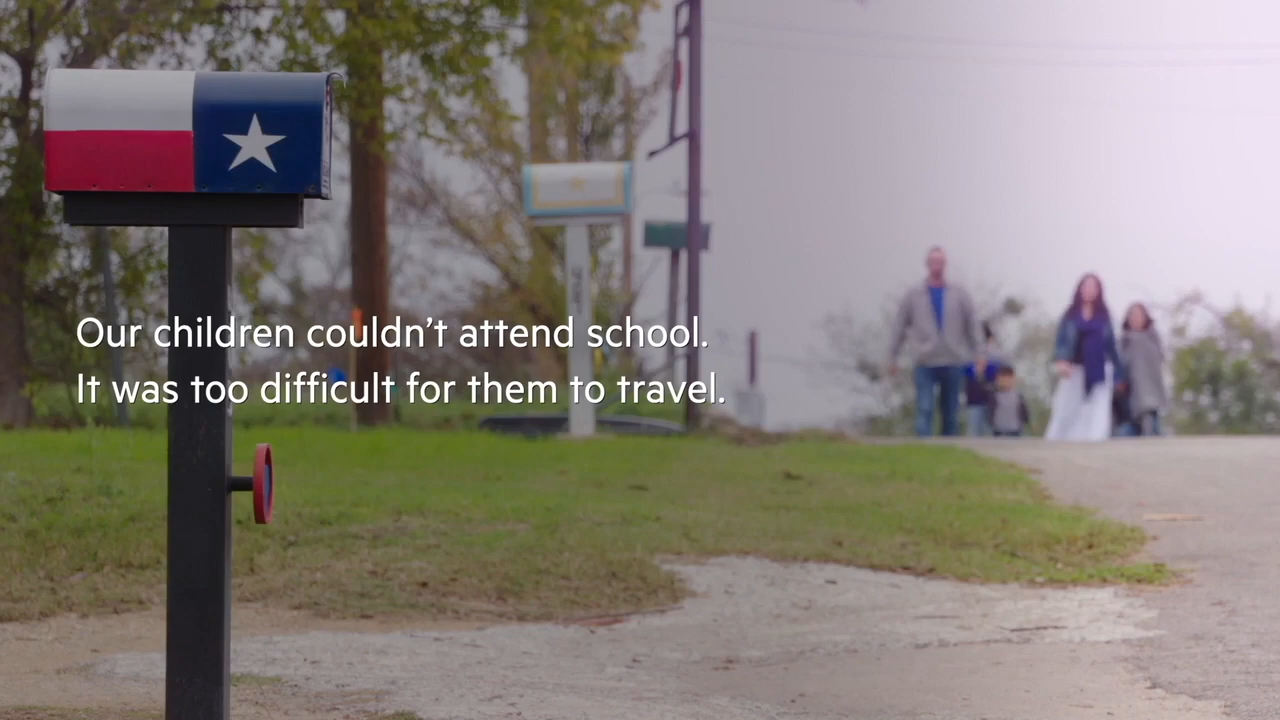 Our children couldn’t attend school.
It was too difficult for them to travel.